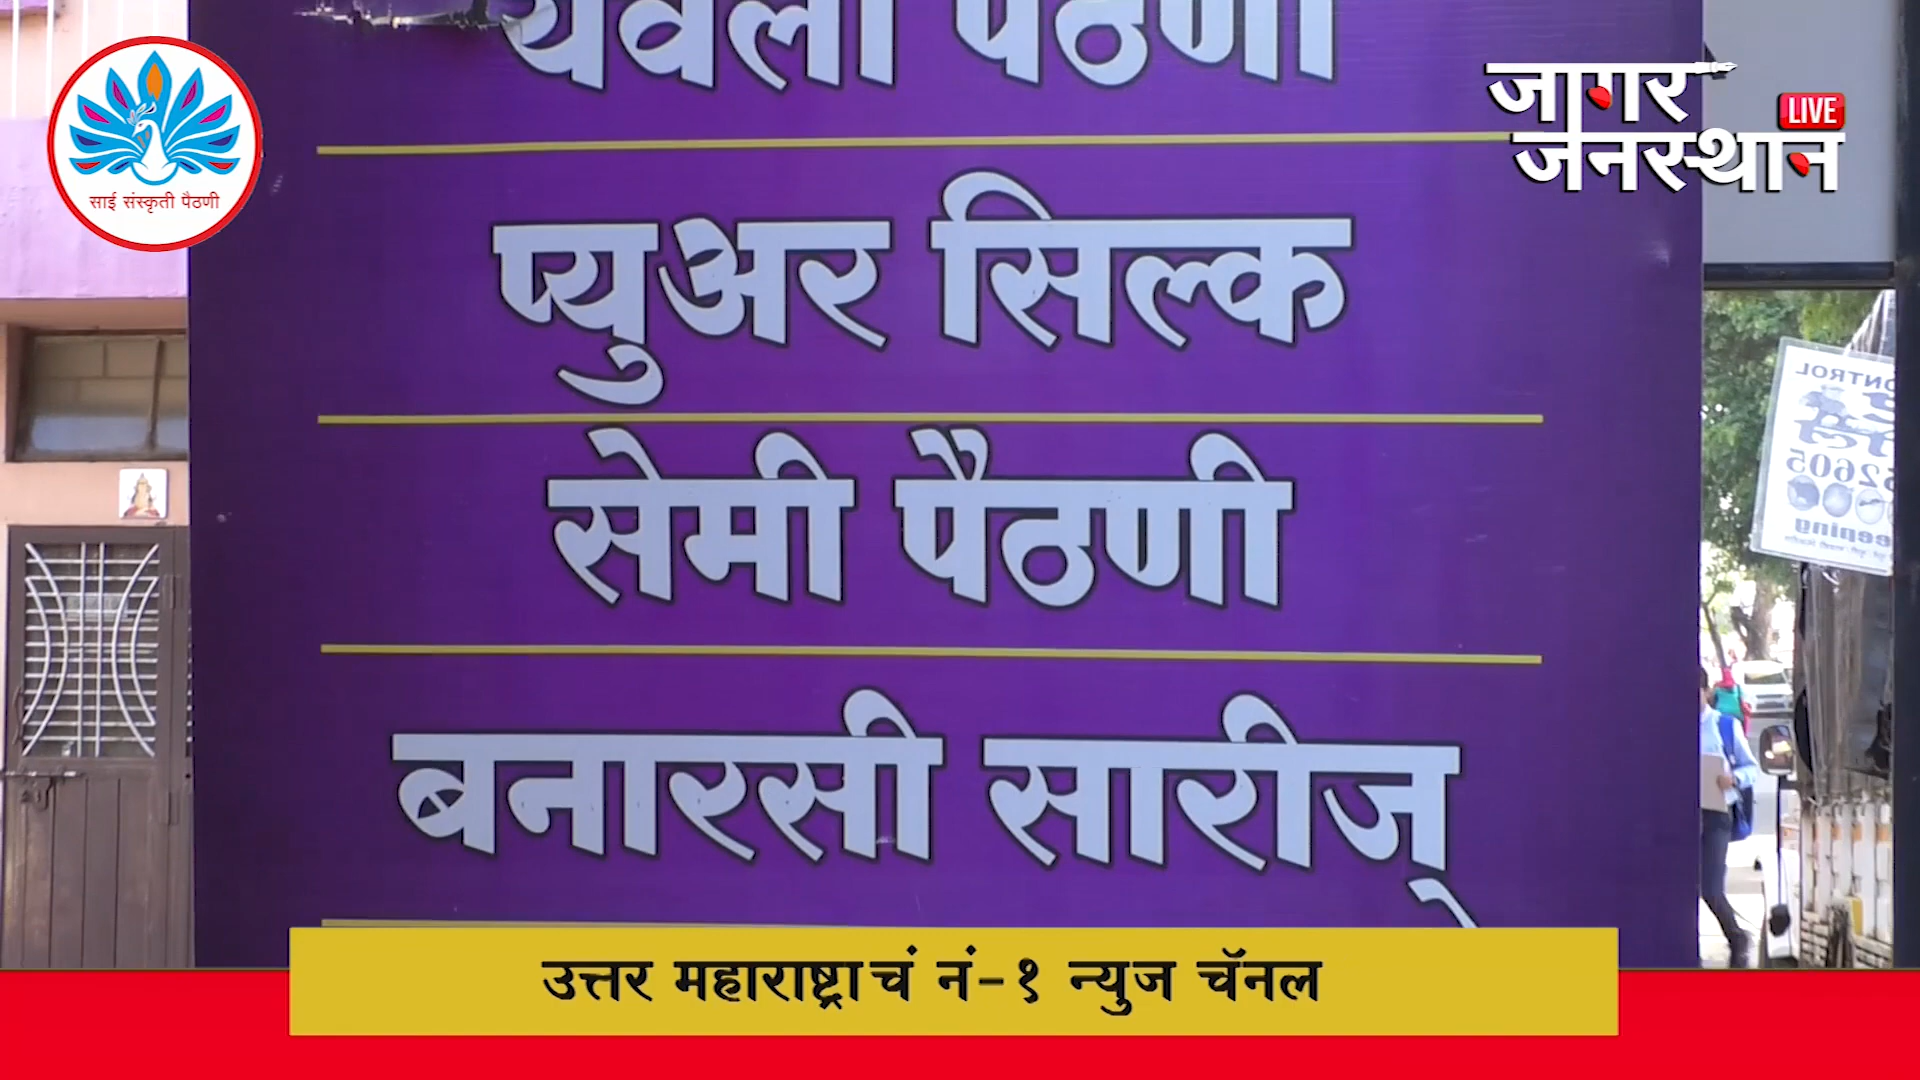 येवला पैठणी
साई संस्कृती पैठणी
जागर
जनस्थान
LIVE
प्युअर सिल्क
सेमी पैठणी
बनारसी सारीज्
उत्तर महाराष्ट्राचं नं-१ न्युज चॅनल